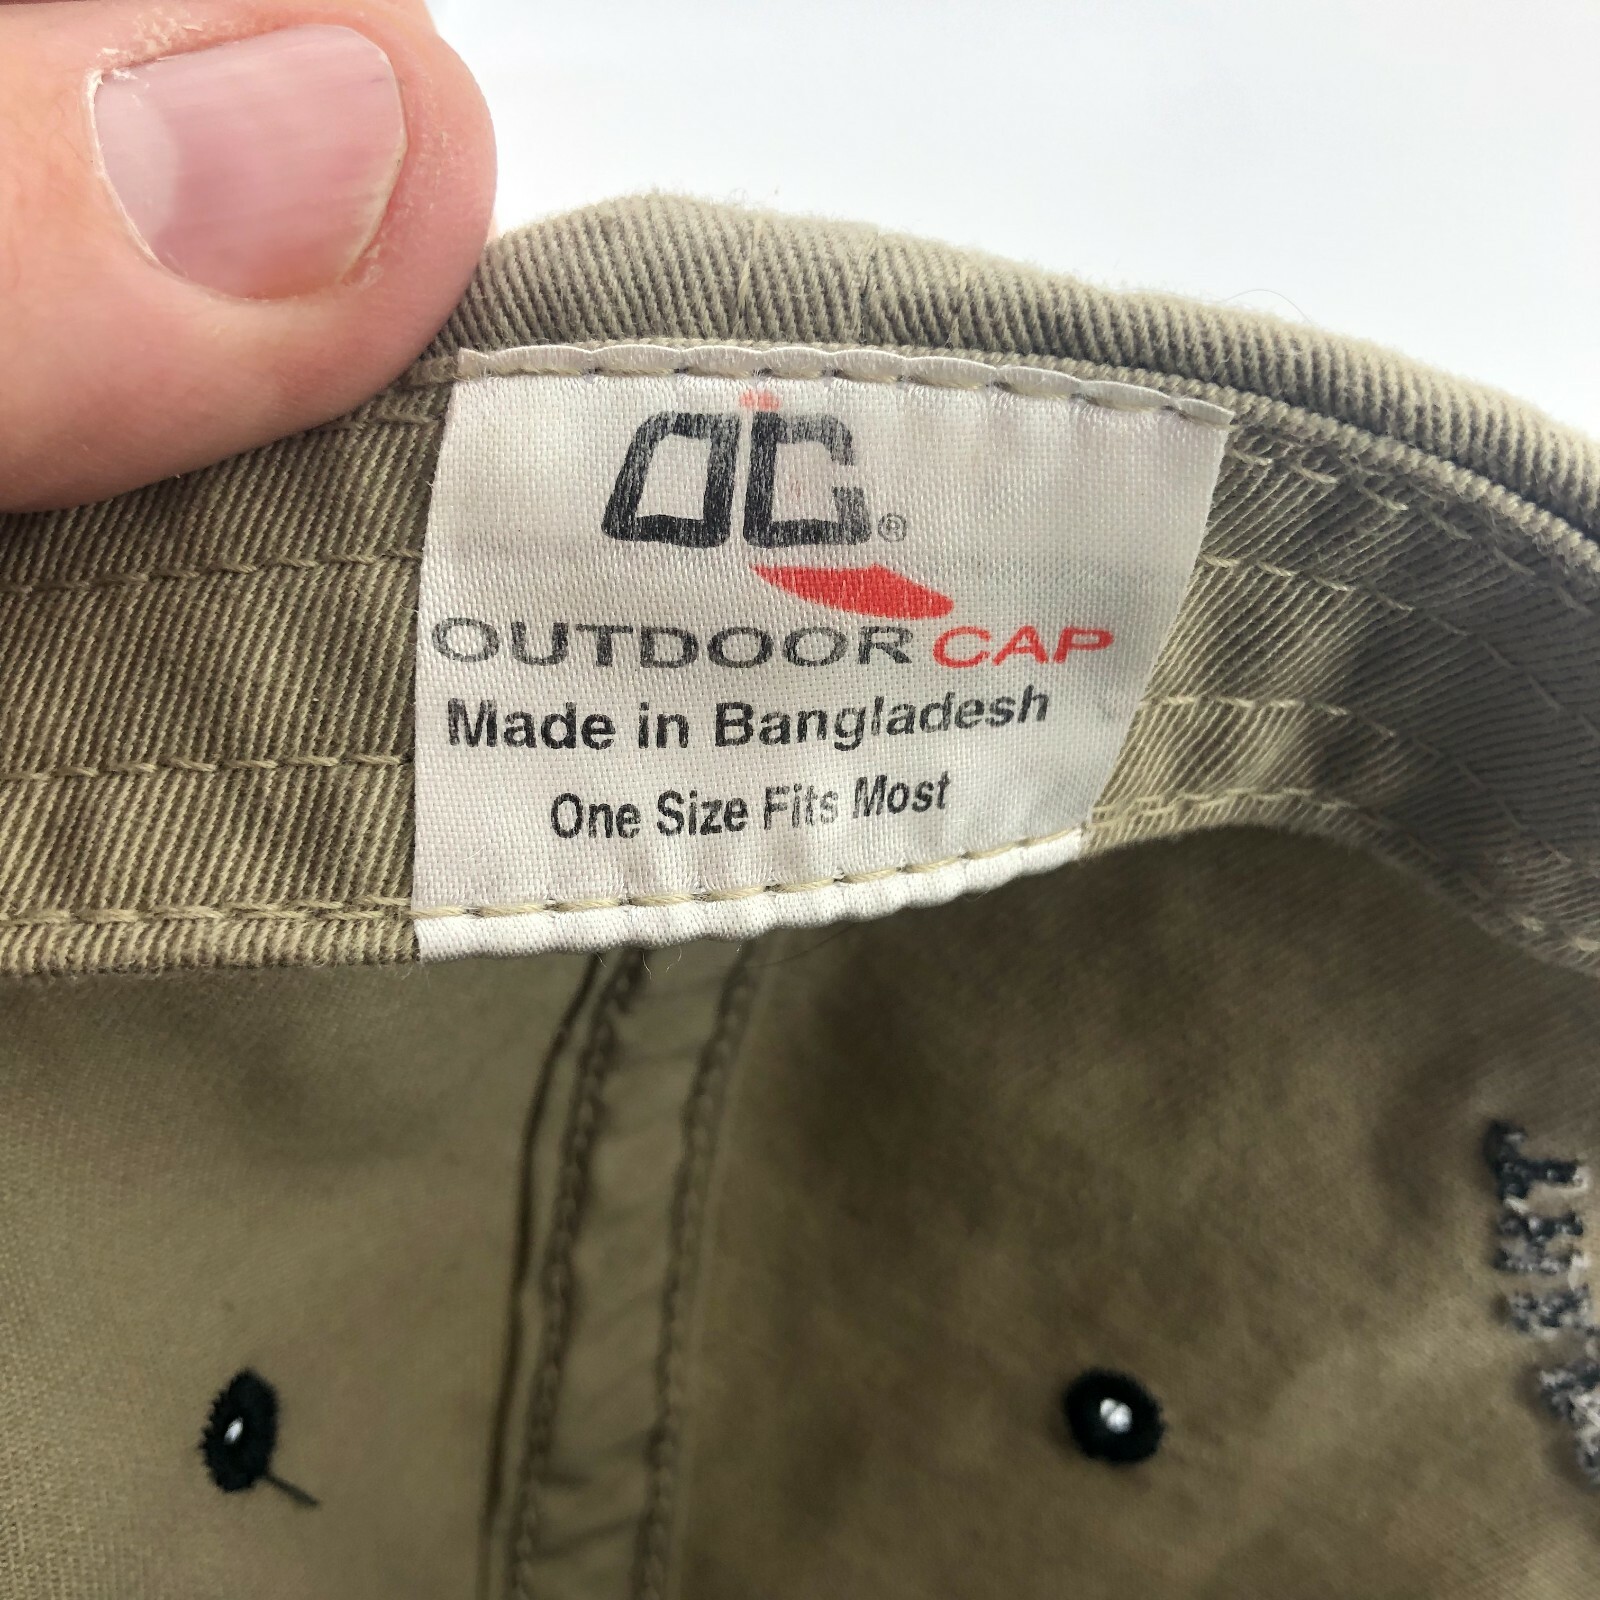 OC®
OUTDOOR CAP
Made in Bangladesh
One Size Fits Most